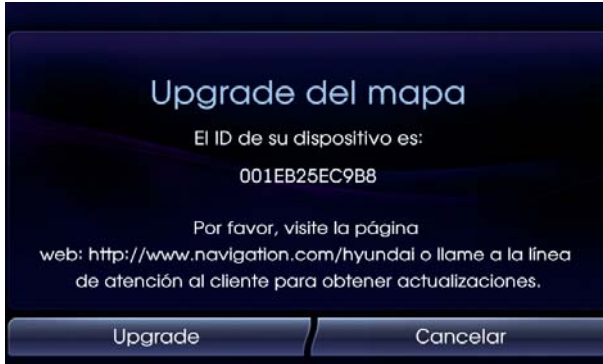 Upgrade del mapa
El ID de su dispositivo es:
001EB25EC9B8
Por favor, visite la página
web: http://www.navigation.com/hyundai o llame a la línea
de atención al cliente para obtener actualizaciones.
Upgrade
Cancelar